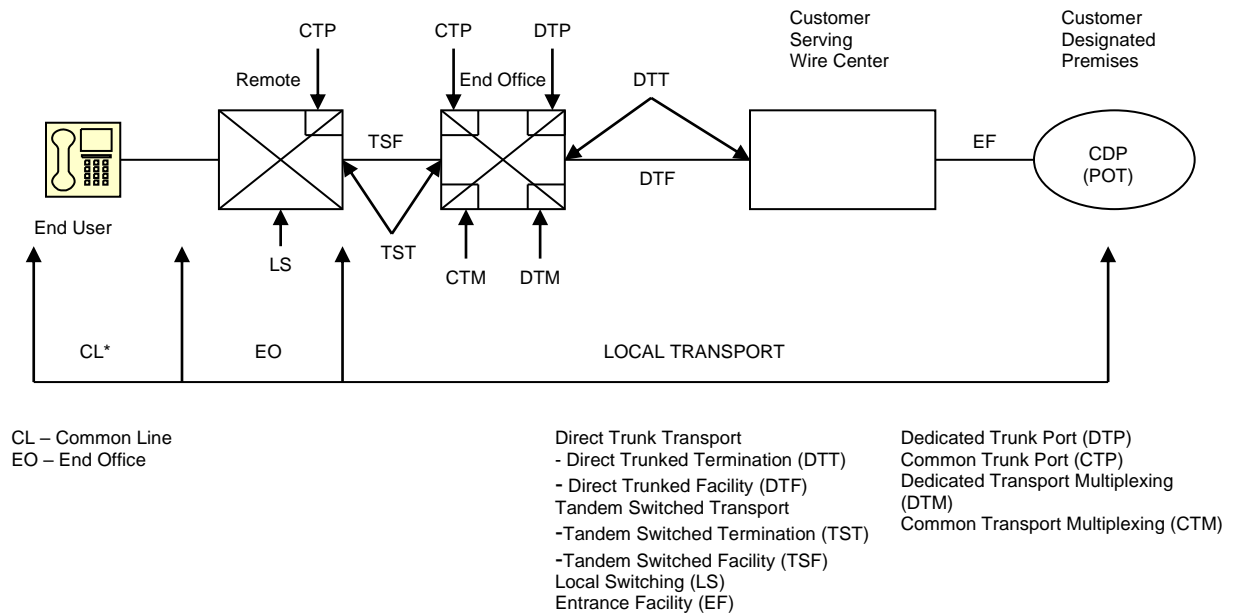 CTP
CTP
DTP
Customer
Serving
Wire Center
Customer
Designated
Premises
Remote
End Office
DTT
TSF
DTF
EF
CDP
(POT)
End User
LS
TST
CTM
DTM
CL*
EO
LOCAL TRANSPORT
CL – Common Line
EO – End Office
Direct Trunk Transport
- Direct Trunked Termination (DTT)
- Direct Trunked Facility (DTF)
Tandem Switched Transport
-Tandem Switched Termination (TST)
-Tandem Switched Facility (TSF)
Local Switching (LS)
Entrance Facility (EF)
Dedicated Trunk Port (DTP)
Common Trunk Port (CTP)
Dedicated Transport Multiplexing
(DTM)
Common Transport Multiplexing (CTM)